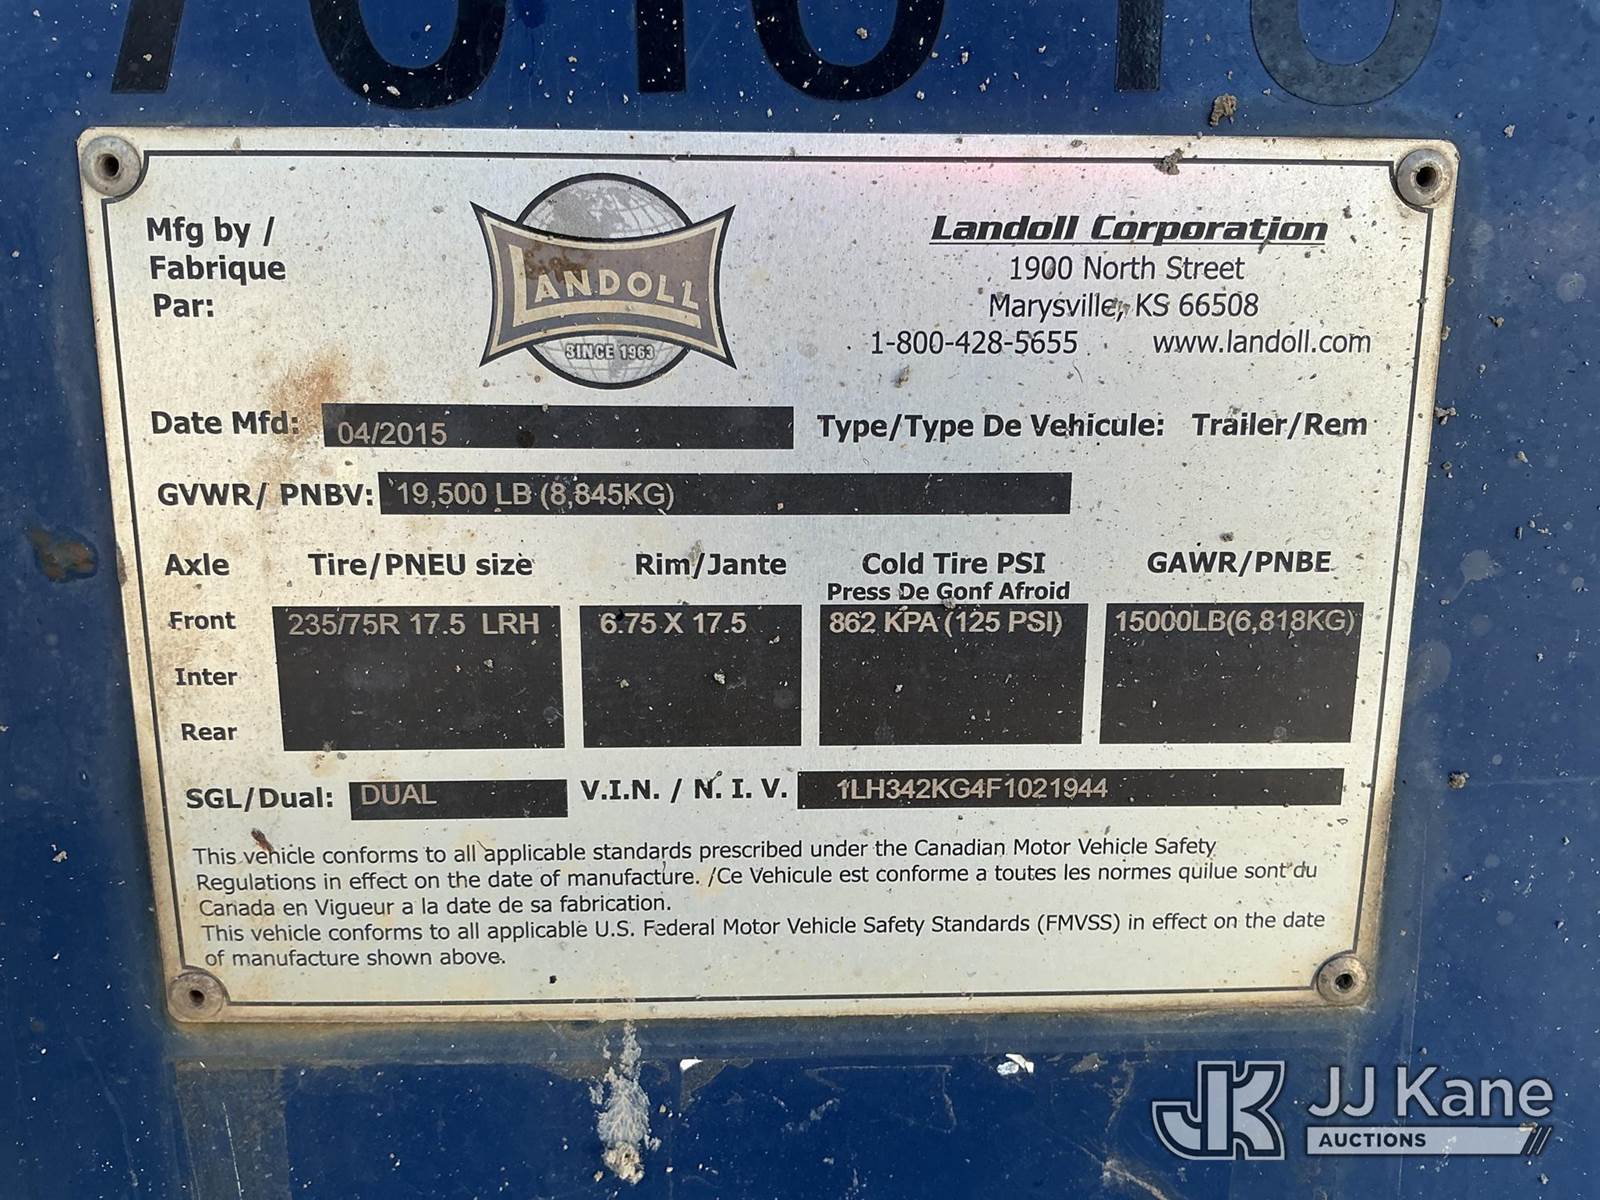 Mfg by /
Fabrique
Par:
LANDOLL
SINCE 1963
Landoll Corporation
1900 North Street
Marysville, KS 66508
1-800-428-5655 www.landoll.com
Date Mfd: 04/2015 Type/Type De Vehicule: Trailer/Rem
GVWR/ PNBV: 19,500 LB (8,845KG)
Axle Tire/PNEU size Rim/Jante Cold Tire PSI GAWR/PNBE
Press De Gonf Afroid
Front 235/75R 17.5 LRH 6.75 X 17.5 862 KPA (125 PSI) 15000LB(6,818KG)
Inter
Rear
SGL/Dual: DUAL V.I.N. / N. I. V. 1LH342KG4F1021944
This vehicle conforms to all applicable standards prescribed under the Canadian Motor Vehicle Safety
Regulations in effect on the date of manufacture. /Ce Vehicule est conforme a toutes les normes quilue sont du
Canada en Vigueur a la date de sa fabrication.
This vehicle conforms to all applicable U.S. Federal Motor Vehicle Safety Standards (FMVSS) in effect on the date
of manufacture shown above.
JK JJ Kane
AUCTIONS